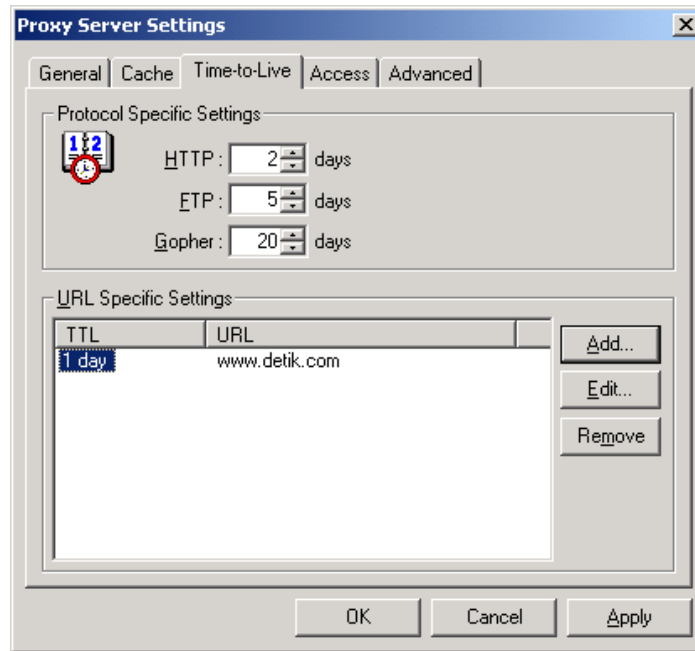 Proxy Server Settings
General Cache Time-to-Live Access Advanced
Protocol Specific Settings
1 2
HTTP : 2 days
FTP : 5 days
Gopher : 20 days
URL Specific Settings
TTL URL
1 day www.detik.com
Add...
Edit...
Remove
OK Cancel Apply